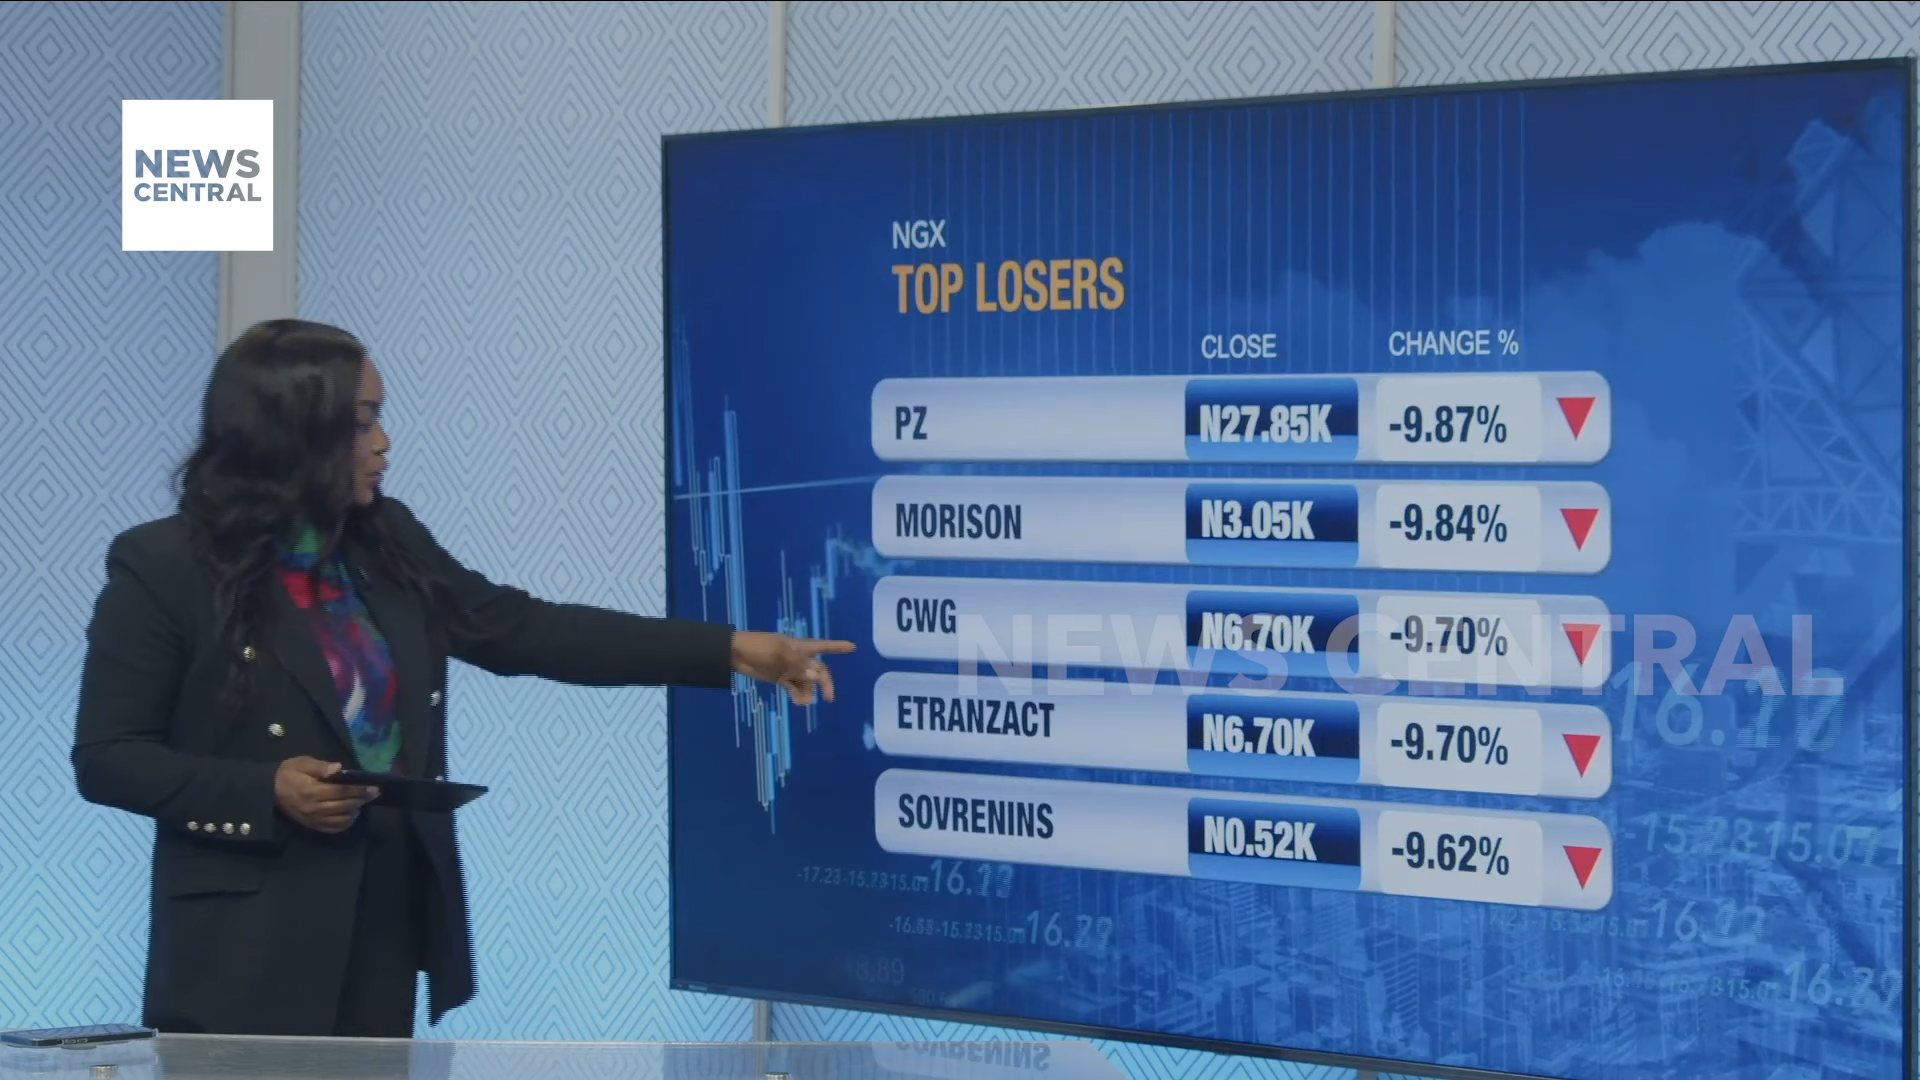 NEWS
CENTRAL
NGX
TOP LOSERS
CLOSE CHANGE %
PZ N27.85K -9.87%
MORISON N3.05K -9.84%
CWG N6.70K -9.70%
NEWS CENTRAL
ETRANZACT N6.70K -9.70%
SOVRENINS N0.52K -9.62%
SOVRENINS